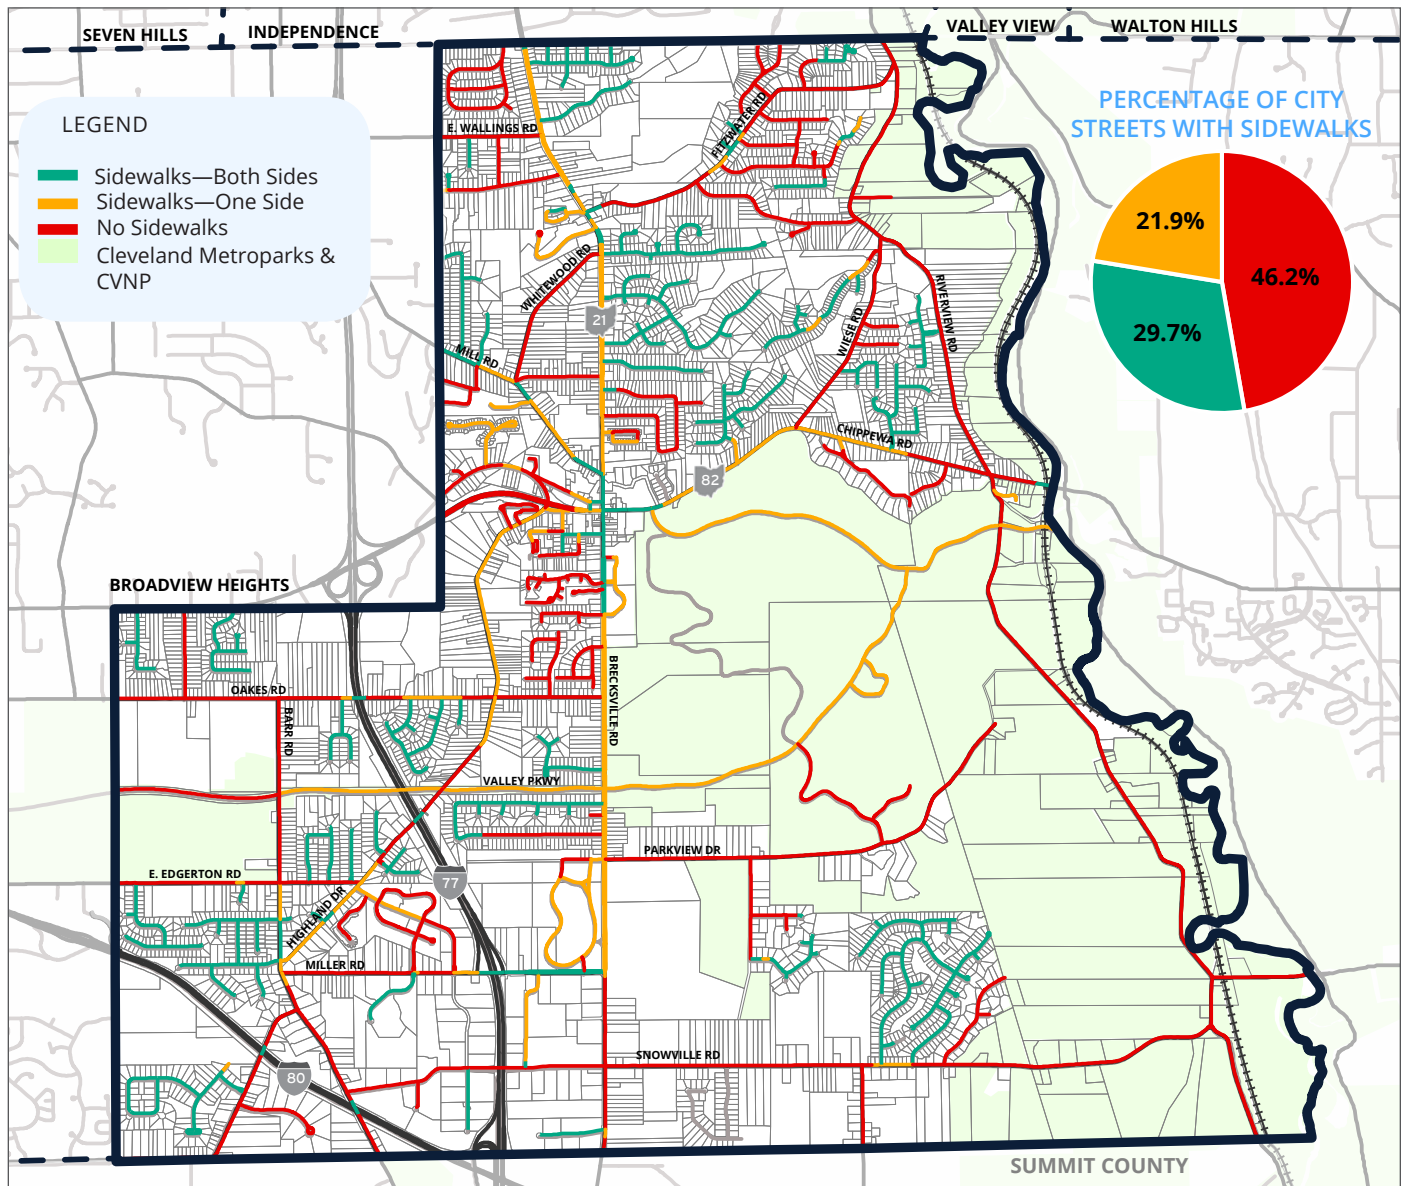 SEVEN HILLS
INDEPENDENCE
VALLEY VIEW
WALTON HILLS
LEGEND
Sidewalks—Both Sides
Sidewalks—One Side
No Sidewalks
Cleveland Metroparks &
CVNP
PERCENTAGE OF CITY
STREETS WITH SIDEWALKS
21.9%
46.2%
29.7%
E. WALLINGS RD
FITZWATER RD
WHITEWOOD RD
21
RIVERVIEW RD
WIESE RD
MILL RD
CHIPPEWA RD
82
BROADVIEW HEIGHTS
OAKES RD
BARR RD
BRECKSVILLE RD
VALLEY PKWY
PARKVIEW DR
E. EDGERTON RD
77
HIGHLAND DR
MILLER RD
SNOWVILLE RD
80
SUMMIT COUNTY